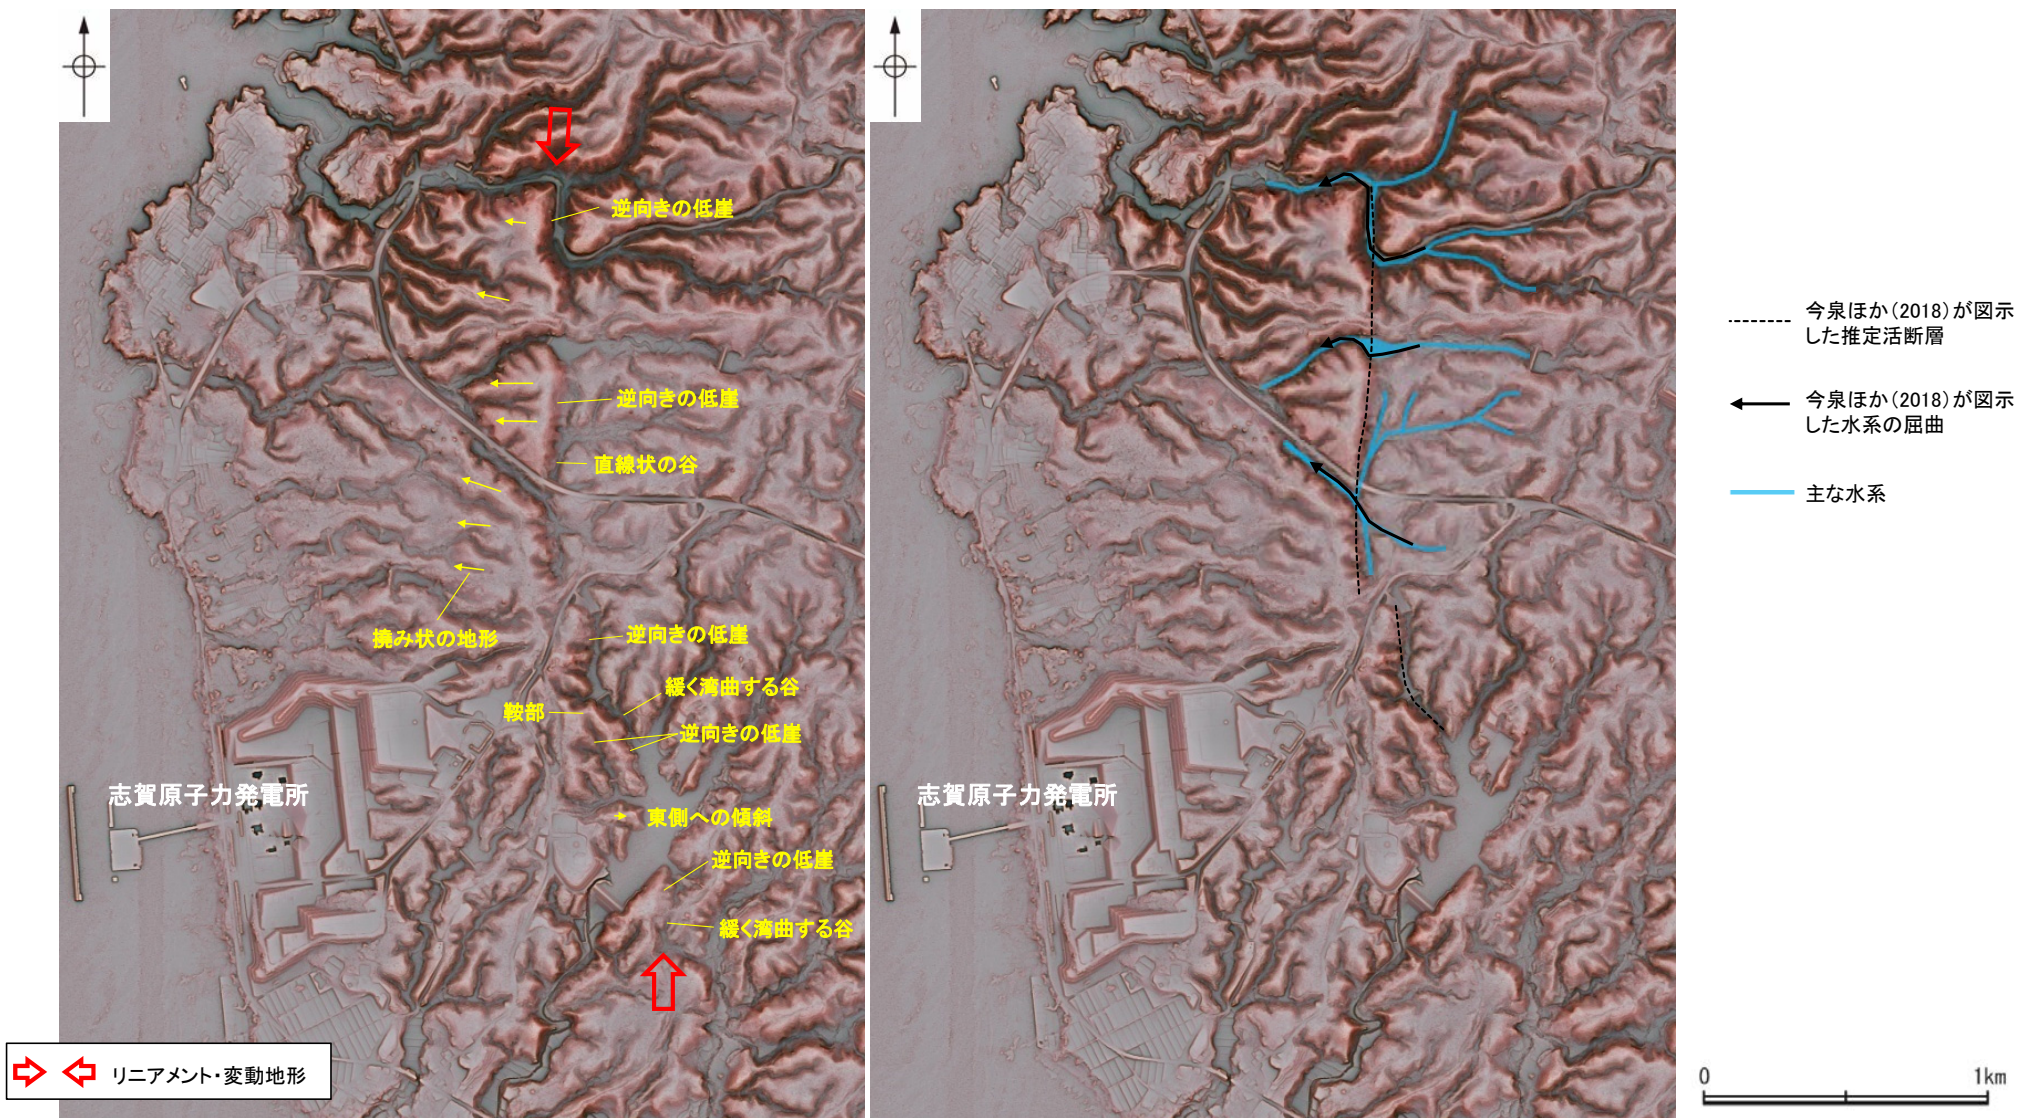 逆向きの低崖
逆向きの低崖
直線状の谷
撓み状の地形
逆向きの低崖
緩く湾曲する谷
鞍部
逆向きの低崖
志賀原子力発電所
東側への傾斜
逆向きの低崖
緩く湾曲する谷
リニアメント・変動地形
志賀原子力発電所
今泉ほか(2018)が図示
した推定活断層
今泉ほか(2018)が図示
した水系の屈曲
主な水系
0 1km